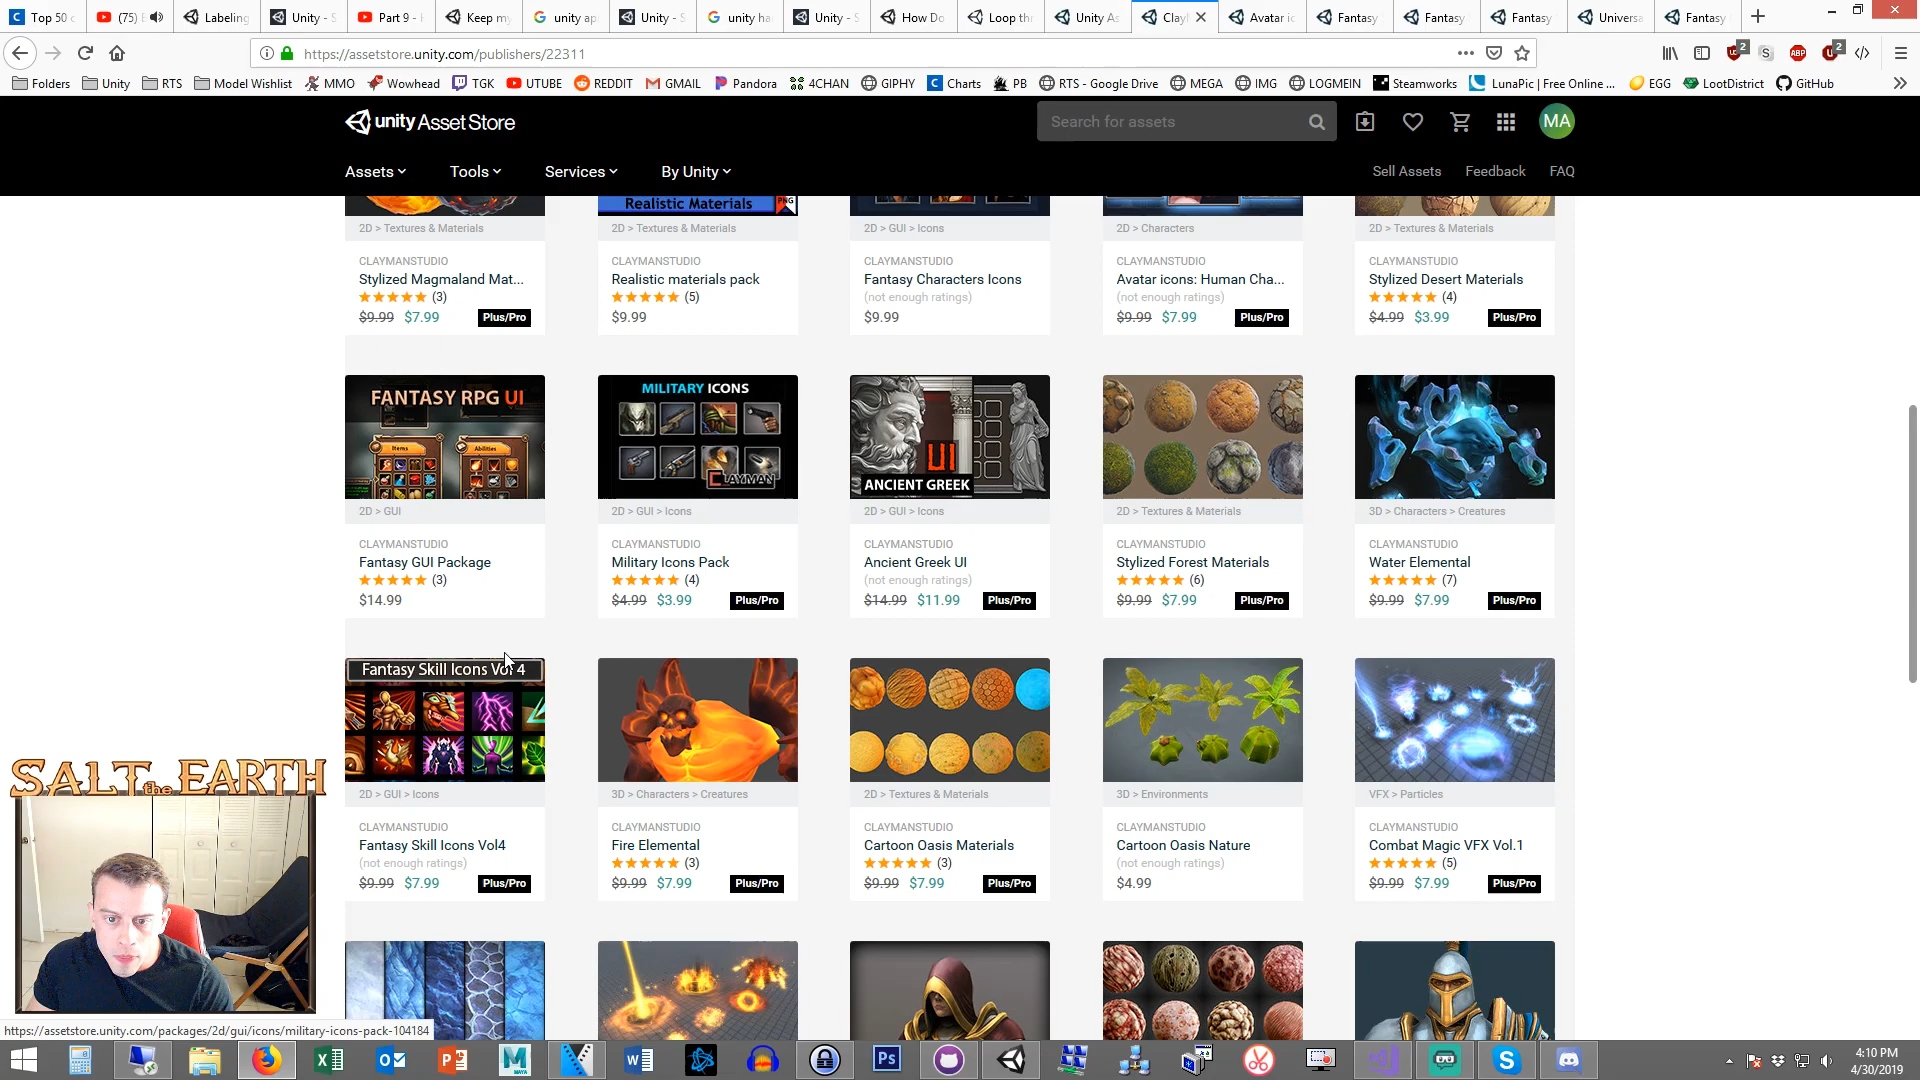 Top 50 c
(75)
Labeling
Unity - S
Part 9 -
Keep my
unity ap
Unity - S
unity ha
Unity - S
How Do
Loop thr
Unity As
Clay
Avatar ic
Fantasy
Fantasy
Fantasy
Universa
Fantasy
https://assetstore.unity.com/publishers/22311
2
ABP
2
Folders
Unity
RTS
Model Wishlist
MMO
Wowhead
TGK
UTUBE
REDDIT
GMAIL
Pandora
4CHAN
GIPHY
Charts
PB
RTS - Google Drive
MEGA
IMG
LOGMEIN
Steamworks
LunaPic | Free Online ...
EGG
LootDistrict
GitHub
unity Asset Store
Search for assets
MA
Assets
Tools
Services
By Unity
Sell Assets
Feedback
FAQ
Realistic Materials
PNG
2D > Textures & Materials
2D > Textures & Materials
2D > GUI > Icons
2D > Characters
2D > Textures & Materials
CLAYMANSTUDIO
CLAYMANSTUDIO
CLAYMANSTUDIO
CLAYMANSTUDIO
CLAYMANSTUDIO
Stylized Magmaland Mat...
Realistic materials pack
Fantasy Characters Icons
Avatar icons: Human Cha...
Stylized Desert Materials
(3)
(5)
(not enough ratings)
(not enough ratings)
(4)
$9.99 $7.99 Plus/Pro
$9.99
$9.99
$9.99 $7.99 Plus/Pro
$4.99 $3.99 Plus/Pro
FANTASY RPG UI
Items
Abilities
MILITARY ICONS
CLAYMAN
UI
ANCIENT GREEK
2D > GUI
2D > GUI > Icons
2D > GUI > Icons
2D > Textures & Materials
3D > Characters > Creatures
CLAYMANSTUDIO
CLAYMANSTUDIO
CLAYMANSTUDIO
CLAYMANSTUDIO
CLAYMANSTUDIO
Fantasy GUI Package
Military Icons Pack
Ancient Greek UI
Stylized Forest Materials
Water Elemental
(3)
(4)
(not enough ratings)
(6)
(7)
$14.99
$4.99 $3.99 Plus/Pro
$14.99 $11.99 Plus/Pro
$9.99 $7.99 Plus/Pro
$9.99 $7.99 Plus/Pro
Fantasy Skill Icons Vol 4
2D > GUI > Icons
3D > Characters > Creatures
2D > Textures & Materials
3D > Environments
VFX > Particles
CLAYMANSTUDIO
CLAYMANSTUDIO
CLAYMANSTUDIO
CLAYMANSTUDIO
CLAYMANSTUDIO
Fantasy Skill Icons Vol4
Fire Elemental
Cartoon Oasis Materials
Cartoon Oasis Nature
Combat Magic VFX Vol.1
(not enough ratings)
(3)
(3)
(not enough ratings)
(5)
$9.99 $7.99 Plus/Pro
$9.99 $7.99 Plus/Pro
$9.99 $7.99 Plus/Pro
$4.99
$9.99 $7.99 Plus/Pro
SALT the EARTH
https://assetstore.unity.com/packages/2d/gui/icons/military-icons-pack-104184
MAYA
Ps
4:10 PM
4/30/2019